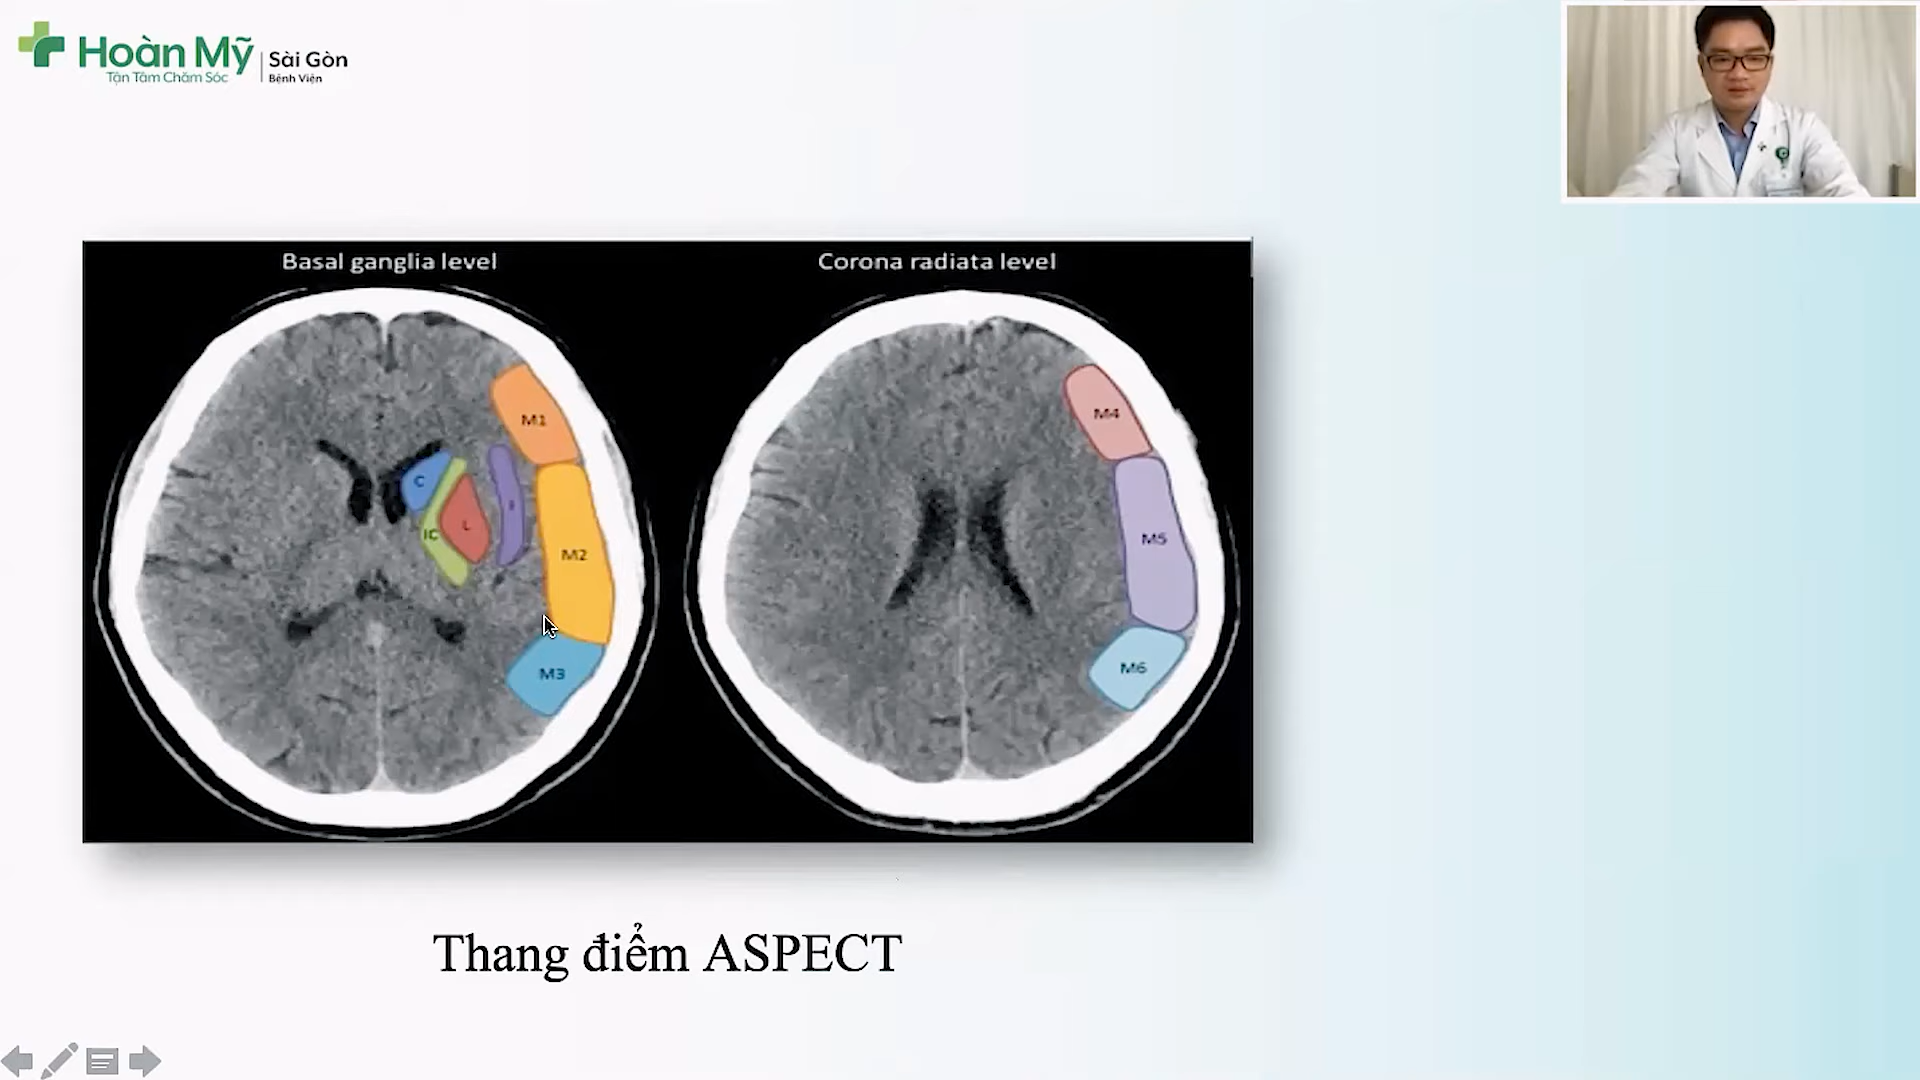 Hoàn Mỹ
Tận Tâm Chăm Sóc
Sài Gòn
Bệnh Viện
Basal ganglia level
Corona radiata level
M1
M4
C
I
L
IC
M2
M5
M3
M6
Thang điểm ASPECT